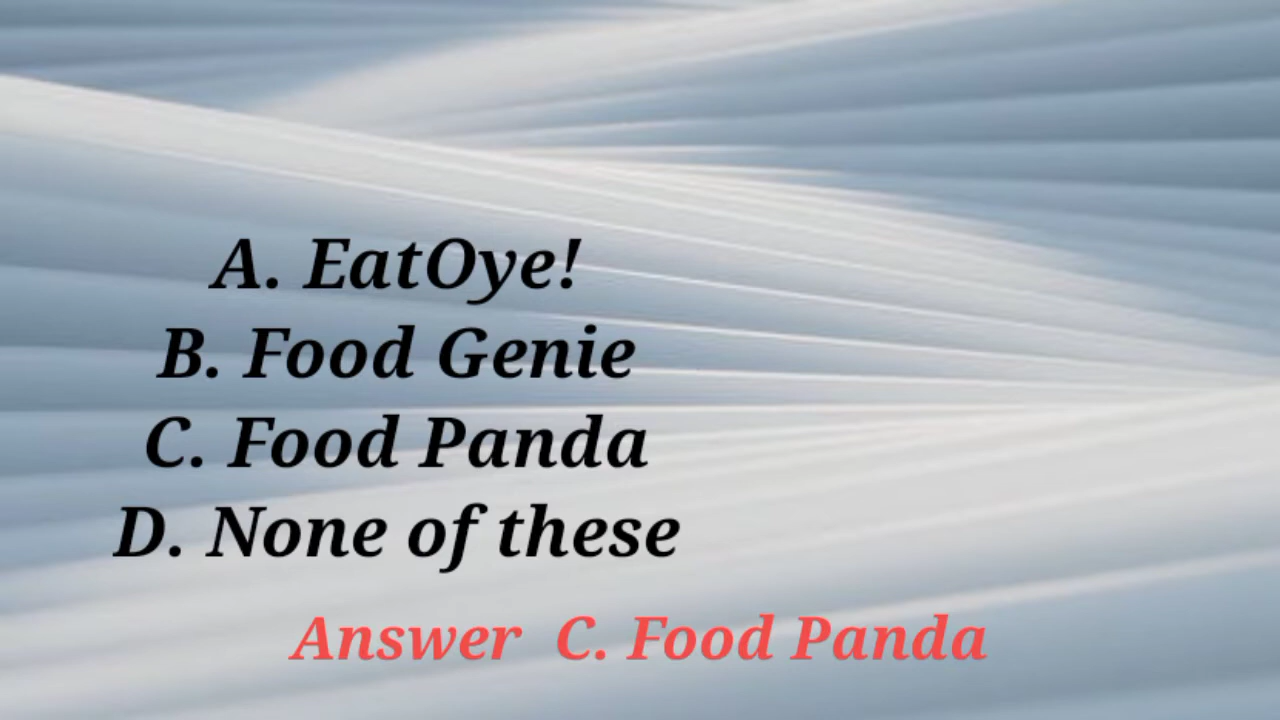 A. EatOye!
B. Food Genie
C. Food Panda
D. None of these
Answer C. Food Panda